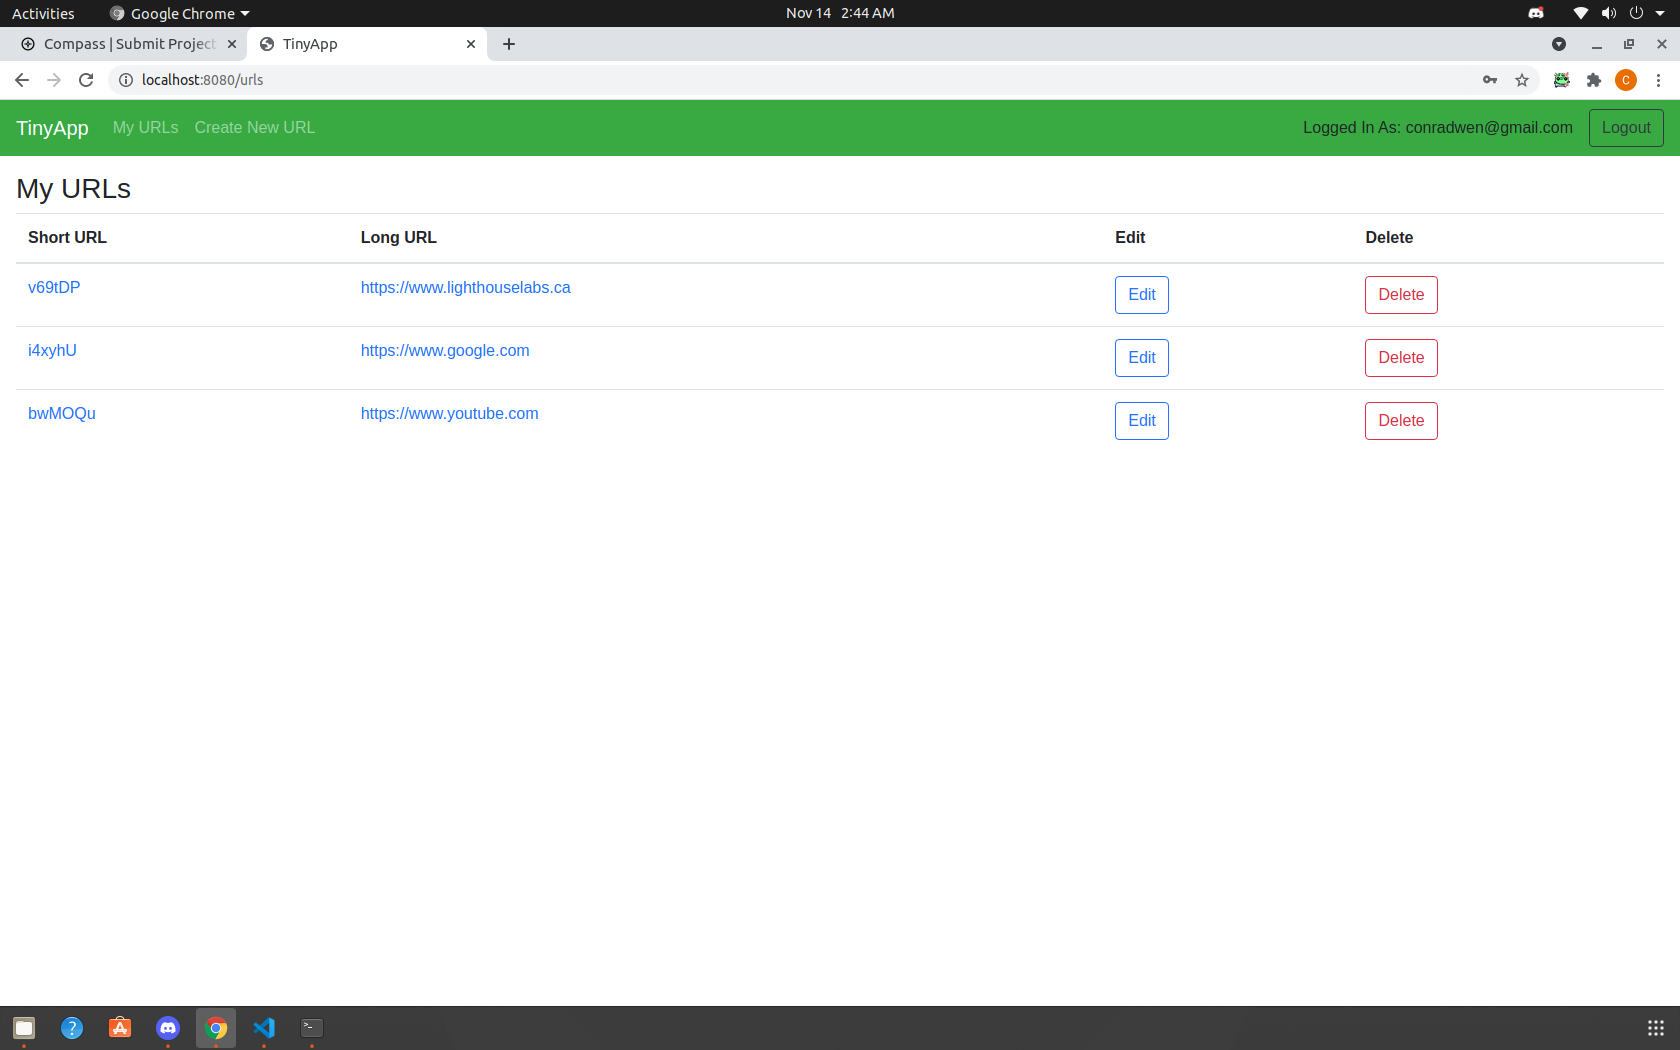 Activities Google Chrome Nov 14 2:44 AM
Compass | Submit Project TinyApp
localhost:8080/urls C
TinyApp My URLs Create New URL Logged In As: conradwen@gmail.com Logout
My URLs
Short URL Long URL Edit Delete
v69tDP https://www.lighthouselabs.ca Edit Delete
i4xyhU https://www.google.com Edit Delete
bwMOQu https://www.youtube.com Edit Delete